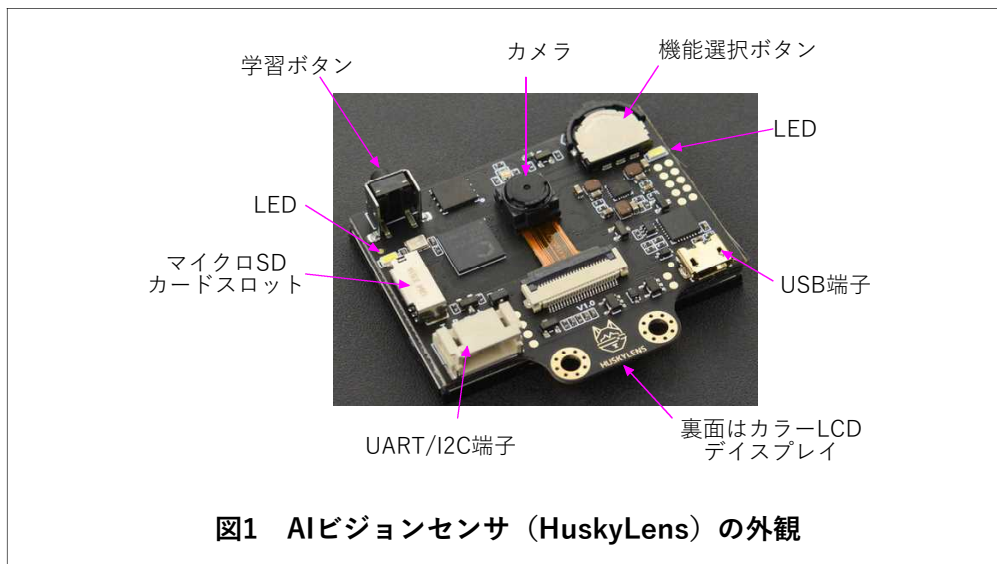 学習ボタン
カメラ
機能選択ボタン
LED
LED
マイクロSD
カードスロット
USB端子
V1.0
HUSKYLENS
UART/I2C端子
裏面はカラーLCD
デイスプレイ
図1 AIビジョンセンサ（HuskyLens）の外観